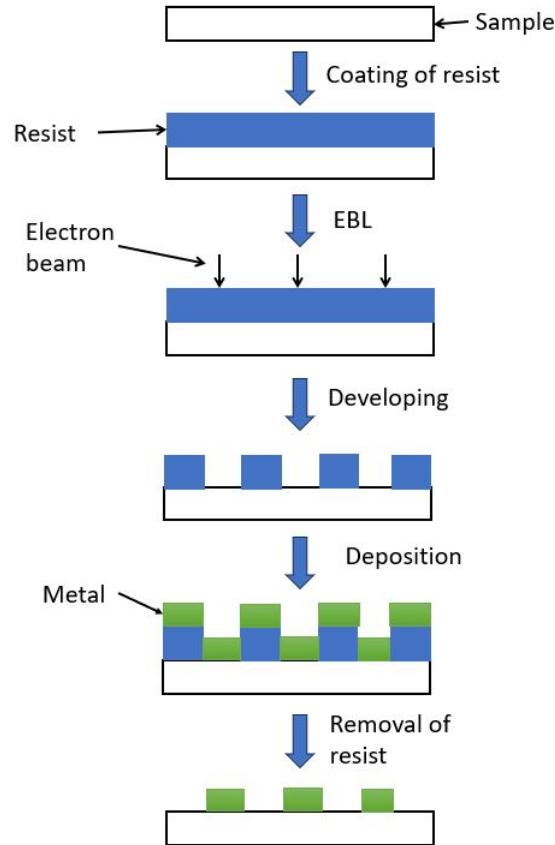 Sample
Coating of resist
Resist
EBL
Electron
beam
Developing
Deposition
Metal
Removal of
resist